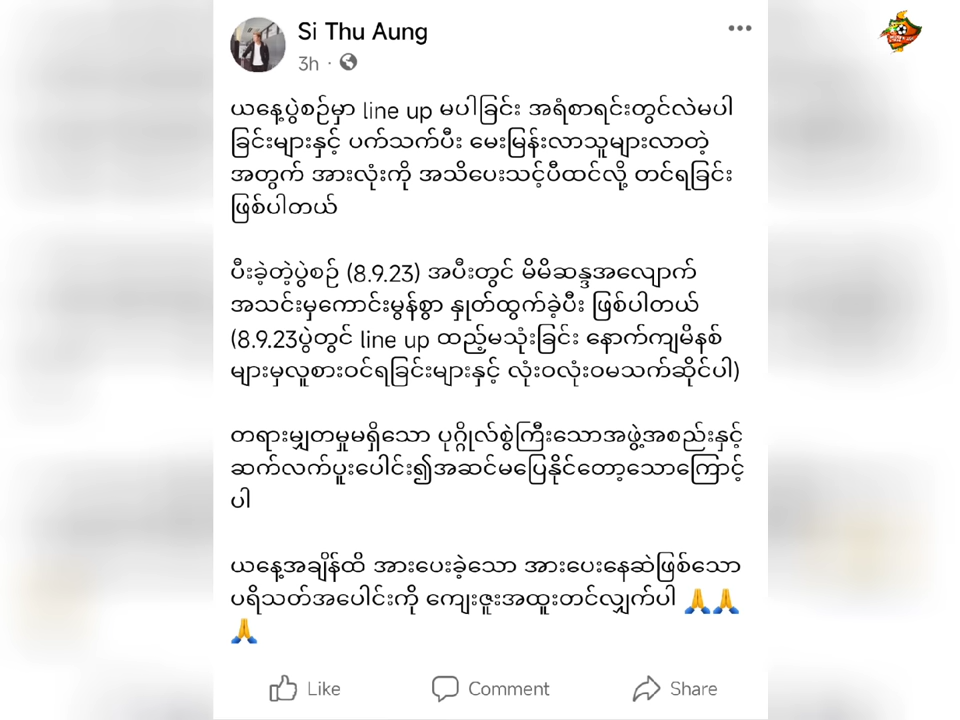 Si Thu Aung
3h ·
ယနေ့ပွဲစဉ်မှာ line up မပါခြင်း အရံစာရင်းတွင်လဲမပါ
ခြင်းများနှင့် ပက်သက်ပီး မေးမြန်းလာသူများလာတဲ့
အတွက် အားလုံးကို အသိပေးသင့်ပီထင်လို့ တင်ရခြင်း
ဖြစ်ပါတယ်
ပီးခဲ့တဲ့ပွဲစဉ် (8.9.23) အပီးတွင် မိမိဆန္ဒအလျောက်
အသင်းမှကောင်းမွန်စွာ နှုတ်ထွက်ခဲ့ပီး ဖြစ်ပါတယ်
(8.9.23ပွဲတွင် line up ထည့်မသုံးခြင်း နောက်ကျမိနစ်
များမှလူစားဝင်ရခြင်းများနှင့် လုံးဝလုံးဝမသက်ဆိုင်ပါ)
တရားမျှတမှုမရှိသော ပုဂ္ဂိုလ်စွဲကြီးသောအဖွဲ့အစည်းနှင့်
ဆက်လက်ပူးပေါင်း၍အဆင်မပြေနိုင်တော့သောကြောင့်
ပါ
ယနေ့အချိန်ထိ အားပေးခဲ့သော အားပေးနေဆဲဖြစ်သော
ပရိသတ်အပေါင်းကို ကျေးဇူးအထူးတင်လျှက်ပါ 🙏🙏
🙏
Like Comment Share